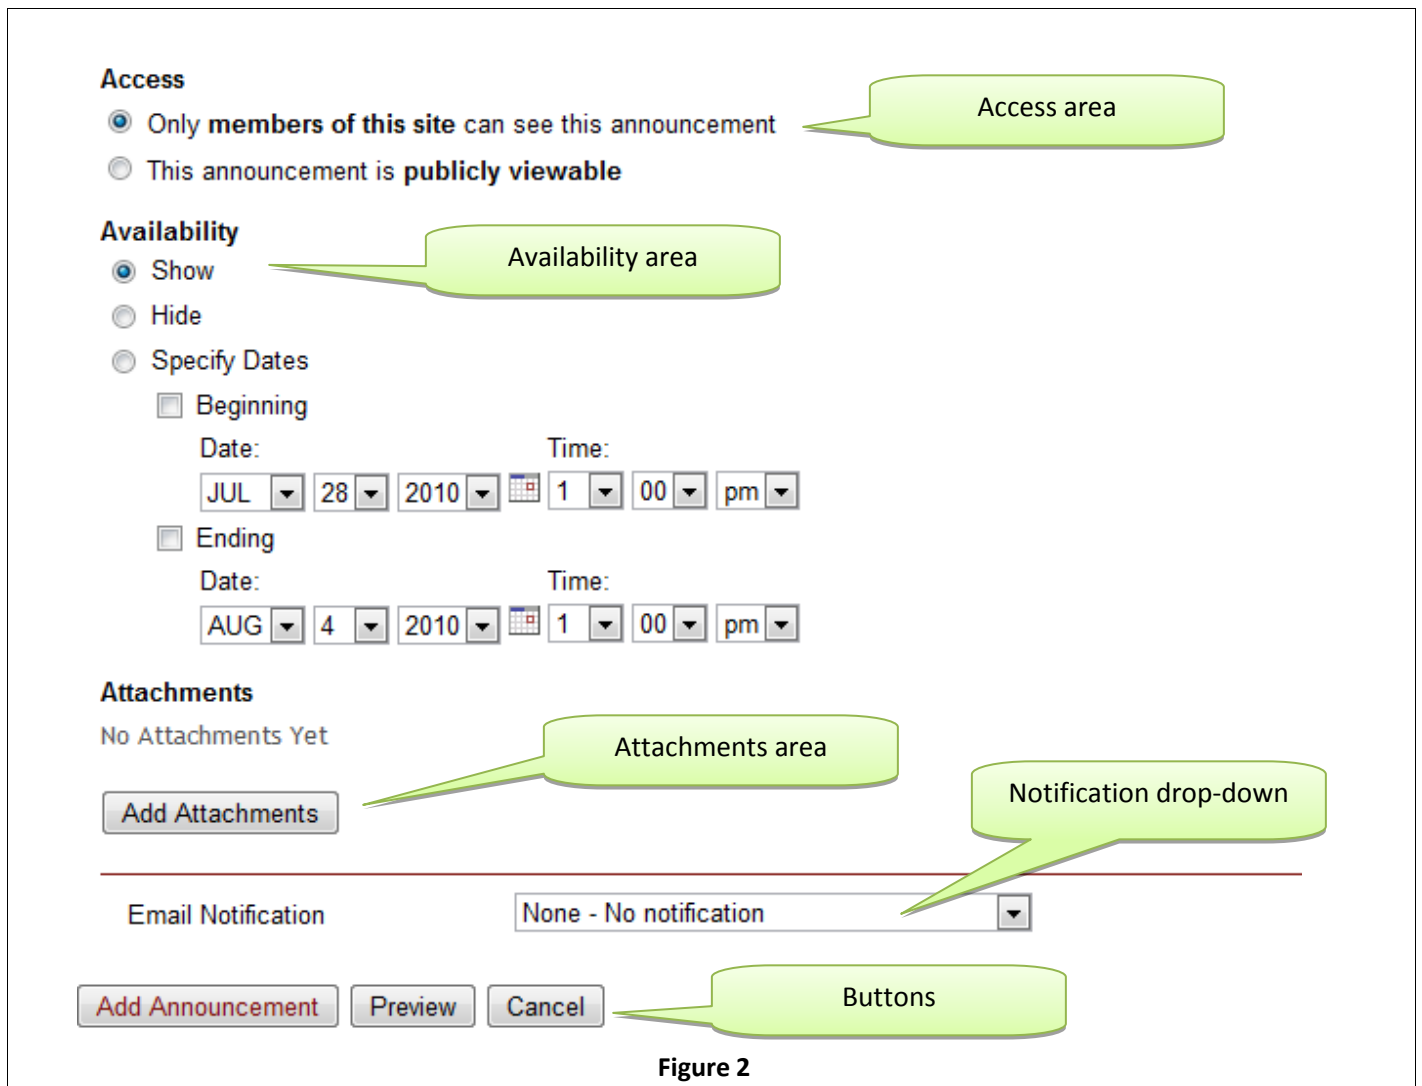 Access
Access area
Only members of this site can see this announcement
This announcement is publicly viewable
Availability
Availability area
Show
Hide
Specify Dates
Beginning
Date: Time:
JUL 28 2010 1 00 pm
Ending
Date: Time:
AUG 4 2010 1 00 pm
Attachments
No Attachments Yet
Attachments area
Add Attachments
Notification drop-down
Email Notification None - No notification
Add Announcement Preview Cancel
Buttons
Figure 2